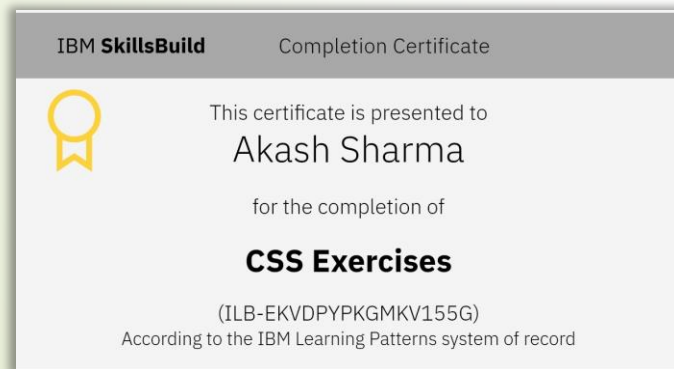 IBM SkillsBuild Completion Certificate
This certificate is presented to
Akash Sharma
for the completion of
CSS Exercises
(ILB-EKVDPYPKGMKV155G)
According to the IBM Learning Patterns system of record